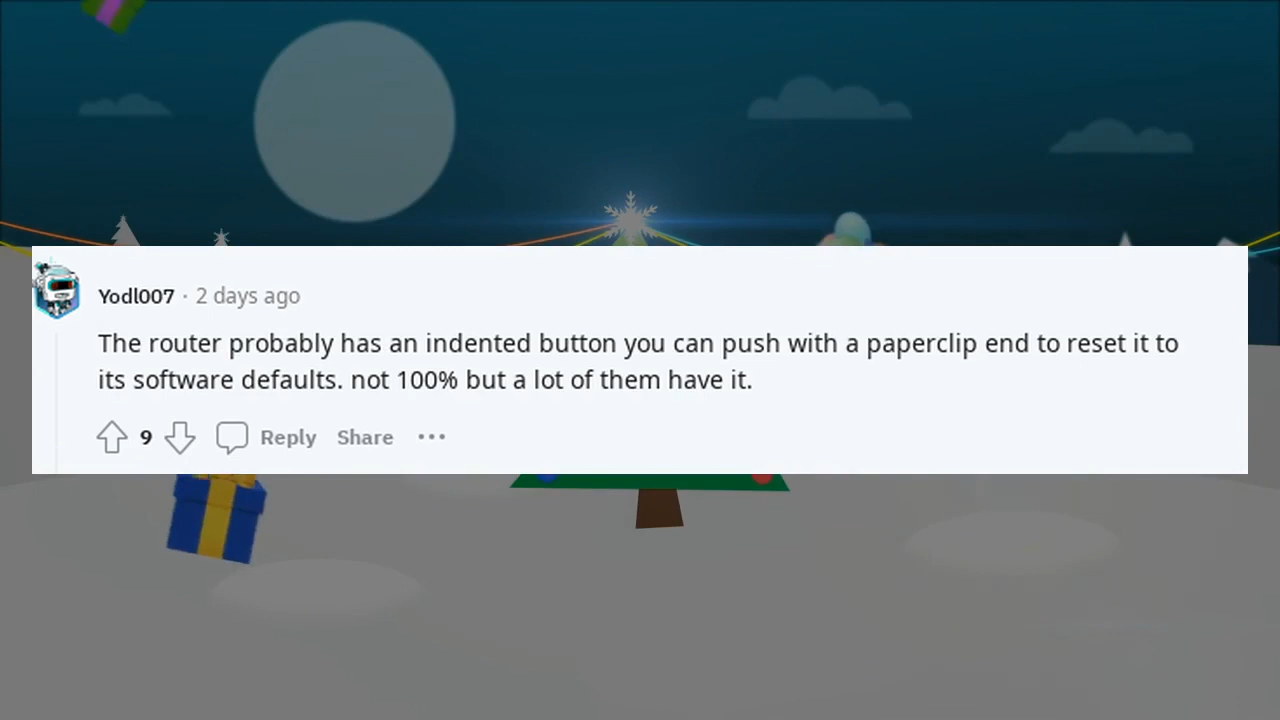 Yodl007 · 2 days ago
The router probably has an indented button you can push with a paperclip end to reset it to
its software defaults. not 100% but a lot of them have it.
9 Reply Share ···